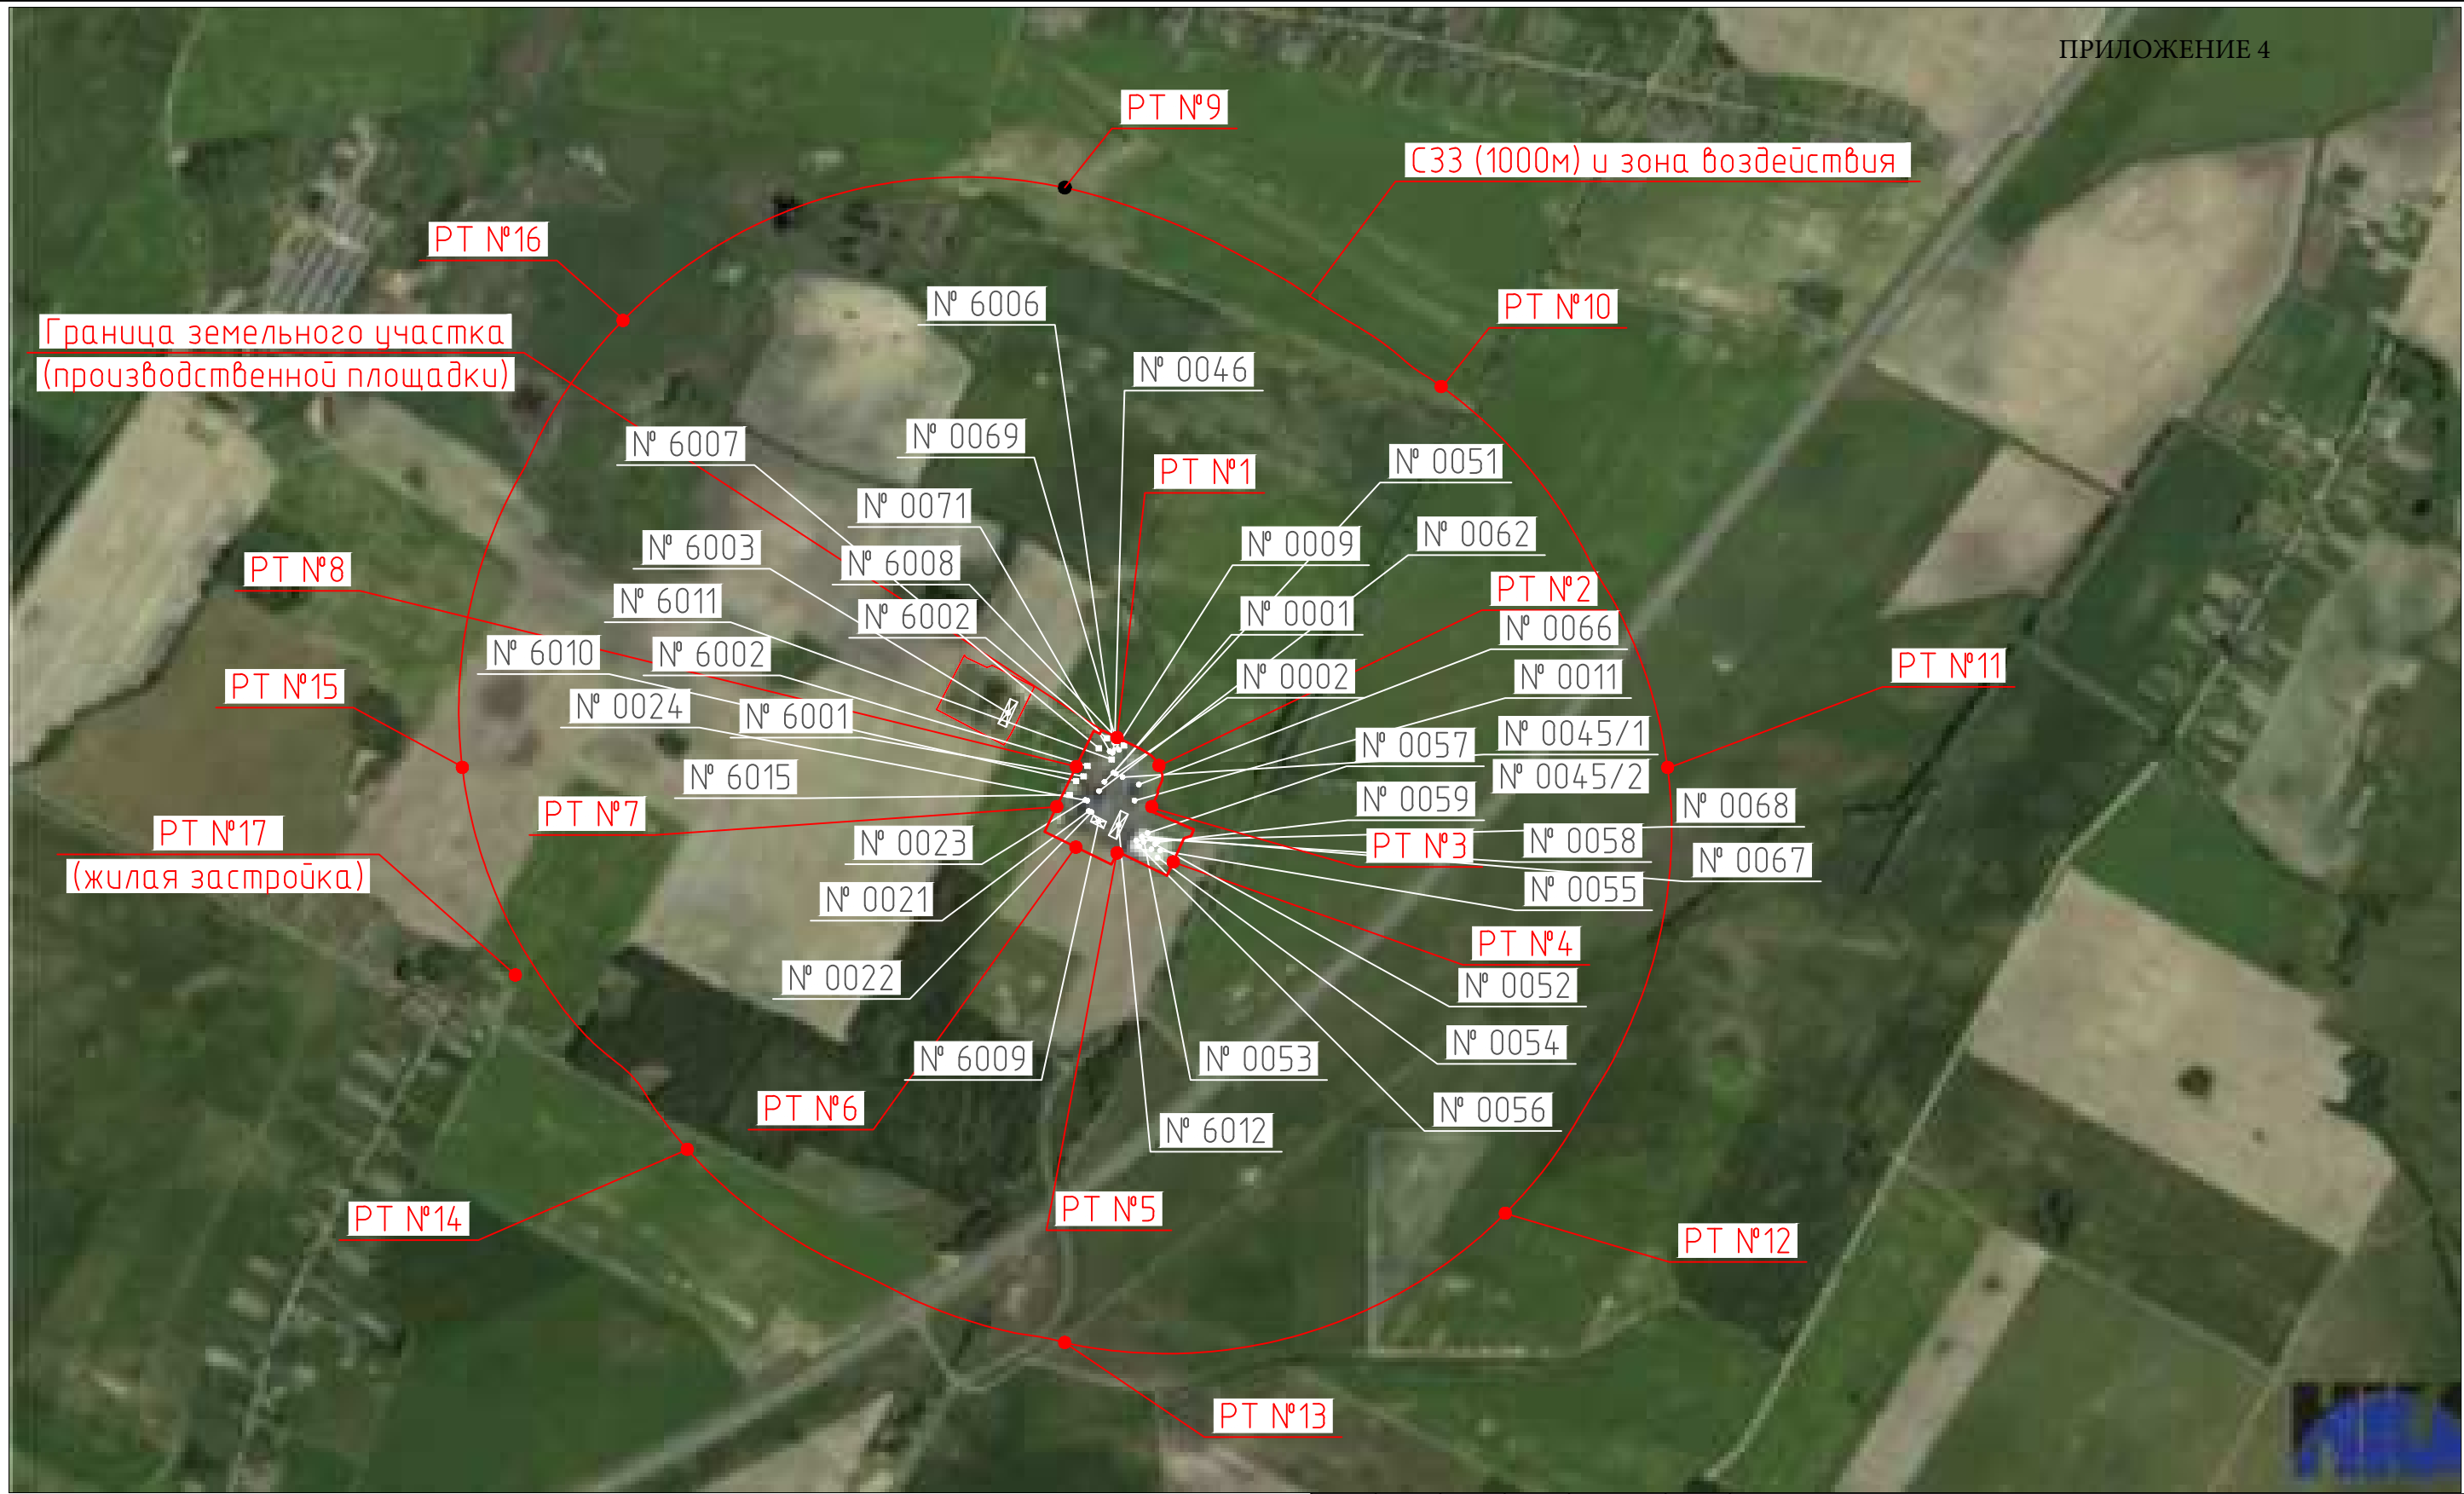 ПРИЛОЖЕНИЕ 4
РТ №9
СЗЗ (1000м) и зона воздействия
РТ №16
№ 6006
РТ №10
Граница земельного участка
(производственной площадки)
№ 0046
№ 6007
№ 0069
РТ №1
№ 0051
№ 0071
№ 6003
№ 6008
№ 0009
№ 0062
РТ №8
№ 6011
№ 6002
№ 0001
РТ №2
№ 0066
№ 6010
№ 6002
№ 0002
№ 0011
РТ №11
РТ №15
№ 0024
№ 6001
№ 0057
№ 0045/1
№ 0045/2
№ 6015
№ 0059
№ 0068
РТ №7
РТ №17
(жилая застройка)
№ 0023
РТ №3
№ 0058
№ 0067
№ 0021
№ 0055
РТ №4
№ 0022
№ 0052
№ 6009
№ 0053
№ 0054
РТ №6
№ 6012
№ 0056
РТ №14
РТ №5
РТ №12
РТ №13